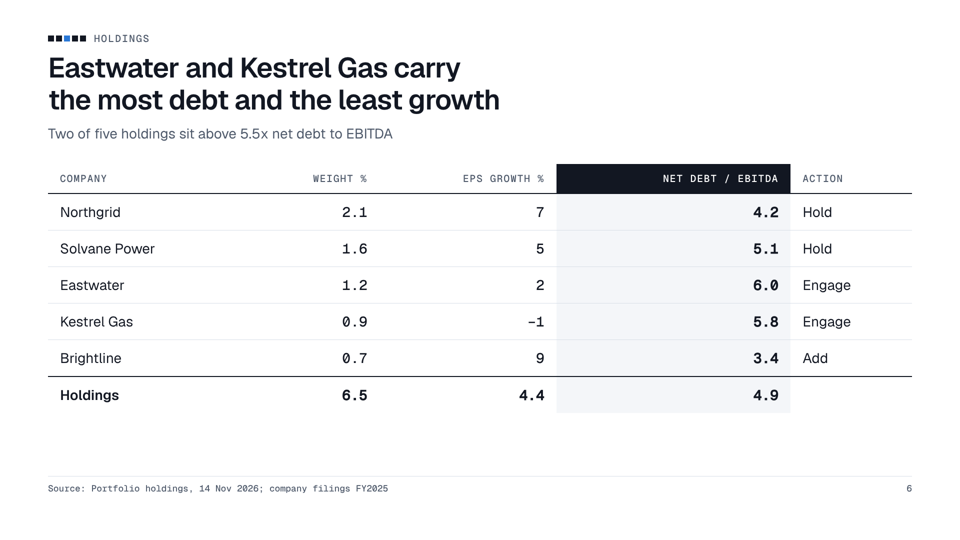 HOLDINGS
Eastwater and Kestrel Gas carry
the most debt and the least growth
Two of five holdings sit above 5.5x net debt to EBITDA
COMPANY WEIGHT % EPS GROWTH % NET DEBT / EBITDA ACTION
Northgrid 2.1 7 4.2 Hold
Solvane Power 1.6 5 5.1 Hold
Eastwater 1.2 2 6.0 Engage
Kestrel Gas 0.9 −1 5.8 Engage
Brightline 0.7 9 3.4 Add
Holdings 6.5 4.4 4.9
Source: Portfolio holdings, 14 Nov 2026; company filings FY2025 6